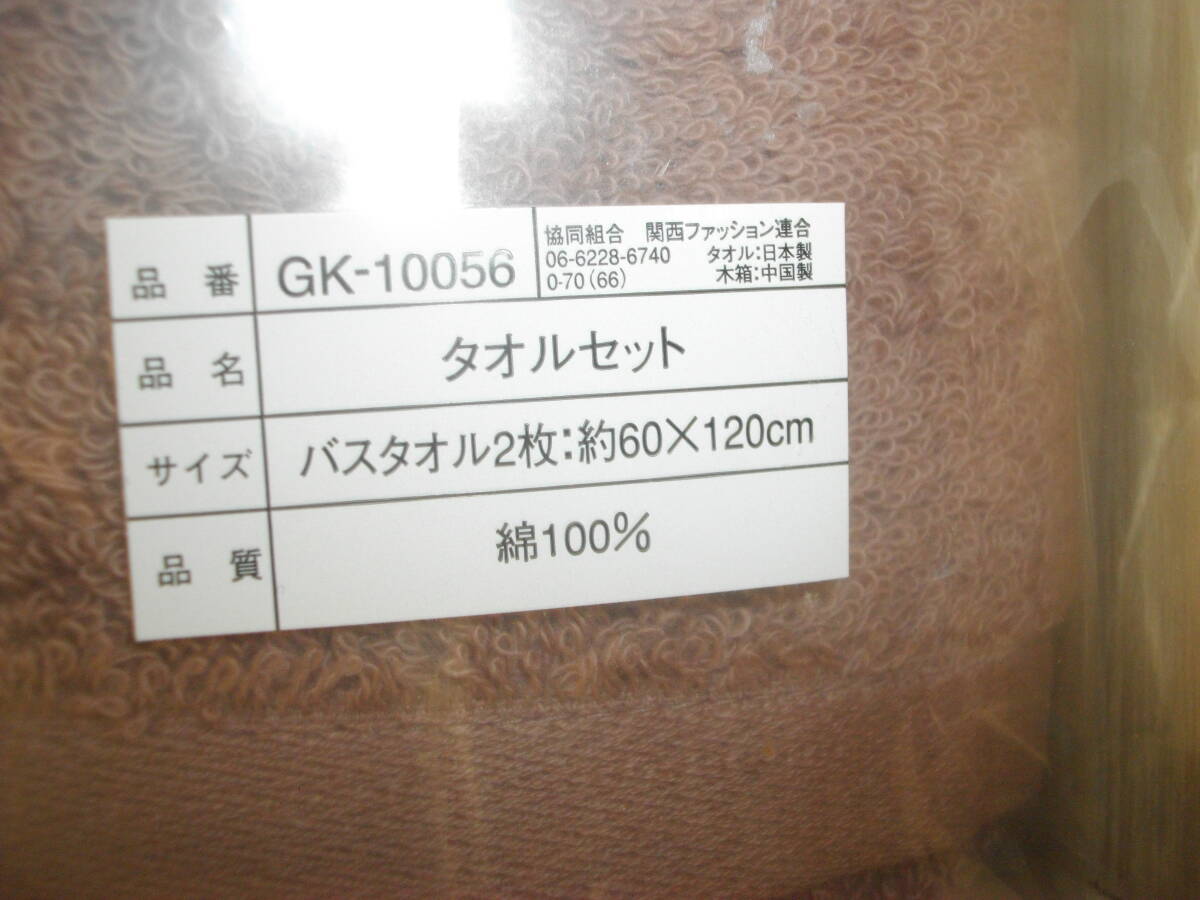 品 番 GK-10056
協同組合 関西ファッション連合
06-6228-6740 タオル:日本製
0-70(66) 木箱:中国製
品 名 タオルセット
サイズ バスタオル2枚:約60×120cm
品 質 綿100%